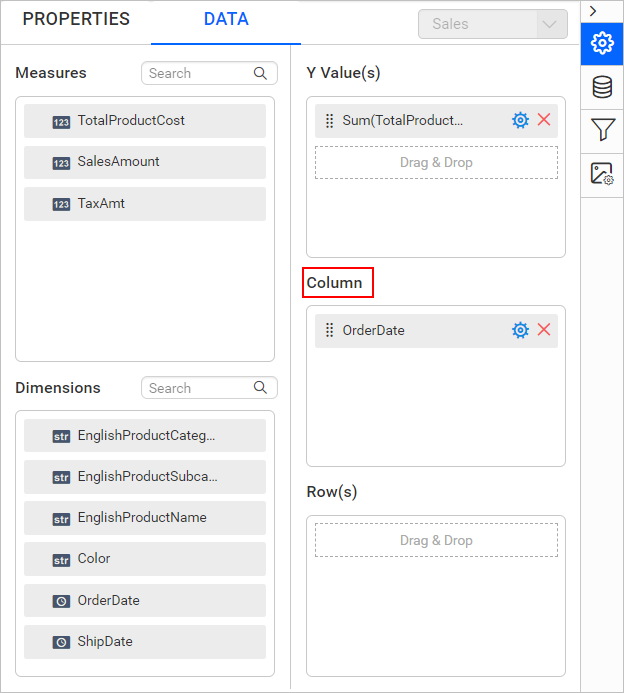 PROPERTIES
DATA
Sales
Measures
Search
123 TotalProductCost
123 SalesAmount
123 TaxAmt
Dimensions
Search
str EnglishProductCateg...
str EnglishProductSubca...
str EnglishProductName
str Color
OrderDate
ShipDate
Y Value(s)
Sum(TotalProduct...
Drag & Drop
Column
OrderDate
Row(s)
Drag & Drop